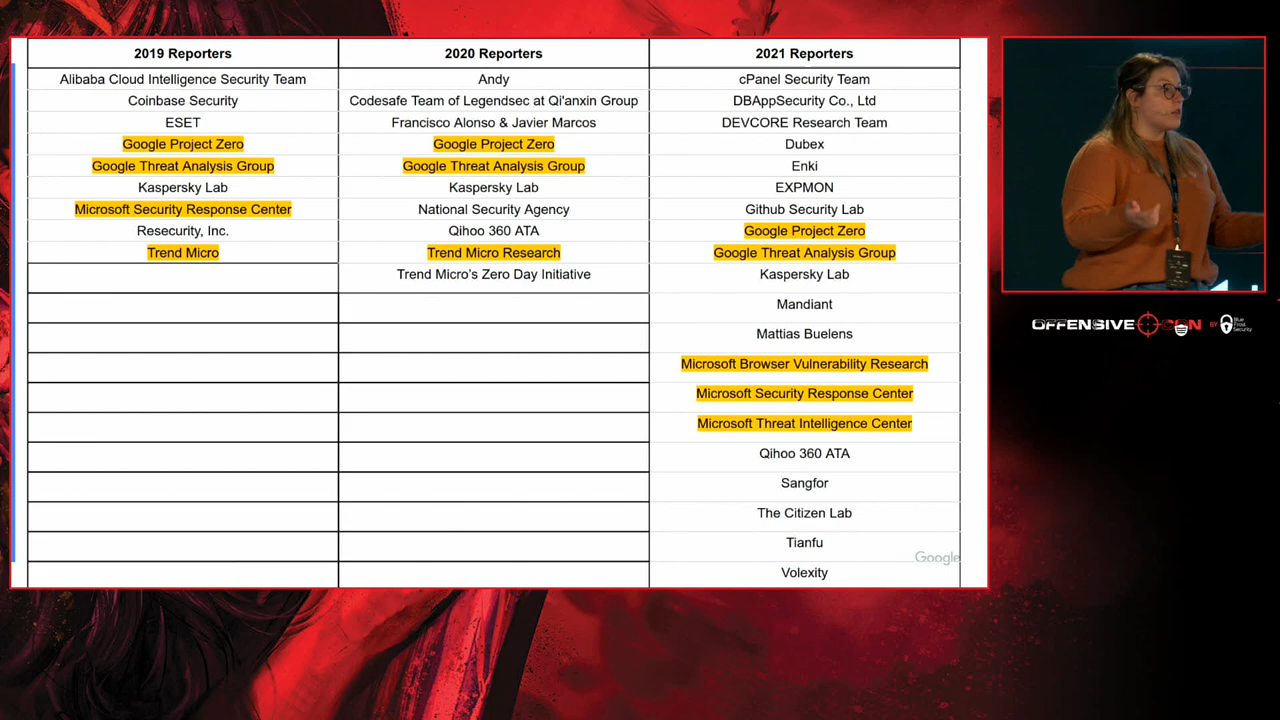 2019 Reporters 2020 Reporters 2021 Reporters
Alibaba Cloud Intelligence Security Team Andy cPanel Security Team
Coinbase Security Codesafe Team of Legendsec at Qi'anxin Group DBAppSecurity Co., Ltd
ESET Francisco Alonso & Javier Marcos DEVCORE Research Team
Google Project Zero Google Project Zero Dubex
Google Threat Analysis Group Google Threat Analysis Group Enki
Kaspersky Lab Kaspersky Lab EXPMON
Microsoft Security Response Center National Security Agency Github Security Lab
Resecurity, Inc. Qihoo 360 ATA Google Project Zero
Trend Micro Trend Micro Research Google Threat Analysis Group
Trend Micro's Zero Day Initiative Kaspersky Lab
Mandiant
Mattias Buelens
Microsoft Browser Vulnerability Research
Microsoft Security Response Center
Microsoft Threat Intelligence Center
Qihoo 360 ATA
Sangfor
The Citizen Lab
Tianfu
Google
Volexity
OFFENSIVE CON BY Blue Frost Security